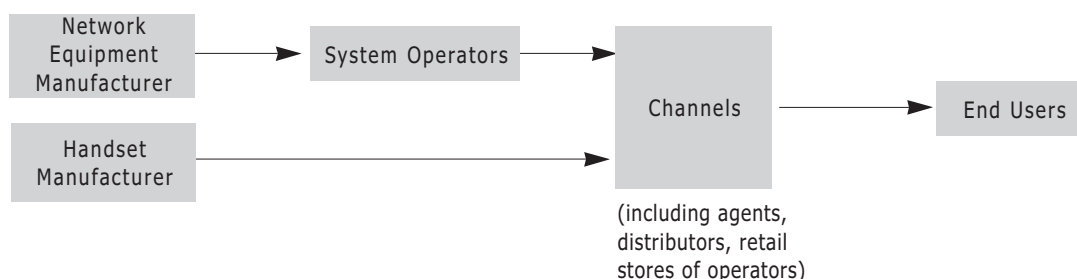 Network
Equipment
Manufacturer
System Operators
Channels
End Users
Handset
Manufacturer
(including agents,
distributors, retail
stores of operators)